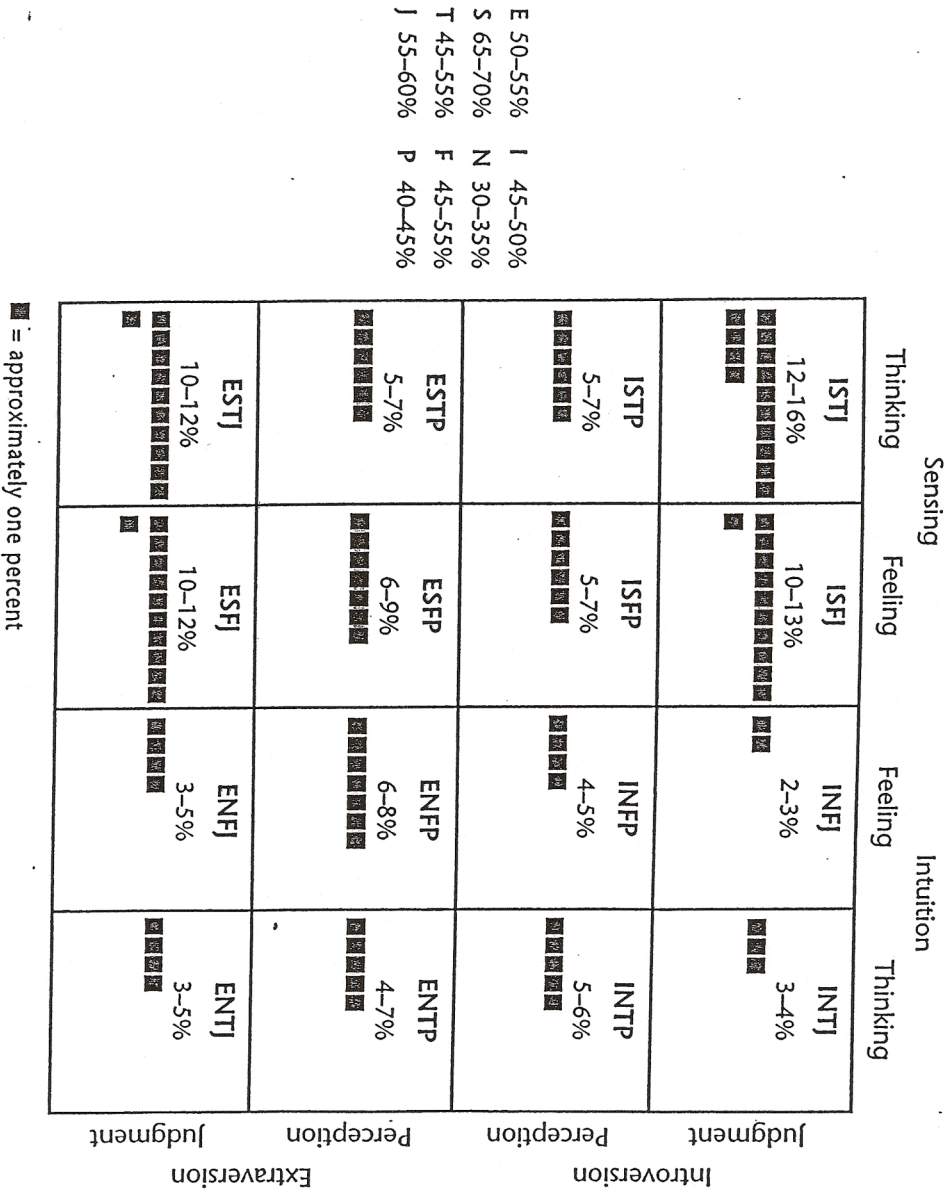 Sensing Intuition
Thinking Feeling Feeling Thinking
ISTJ ISFJ INFJ INTJ
12–16% 10–13% 2–3% 3–4%
Judgment
Introversion
ISTP ISFP INFP INTP
5–7% 5–7% 4–5% 5–6%
Perception
ESTP ESFP ENFP ENTP
5–7% 6–9% 6–8% 4–7%
Perception
Extraversion
ESTJ ESFJ ENFJ ENTJ
10–12% 10–12% 3–5% 3–5%
Judgment
E 50–55% I 45–50%
S 65–70% N 30–35%
T 45–55% F 45–55%
J 55–60% P 40–45%
= approximately one percent